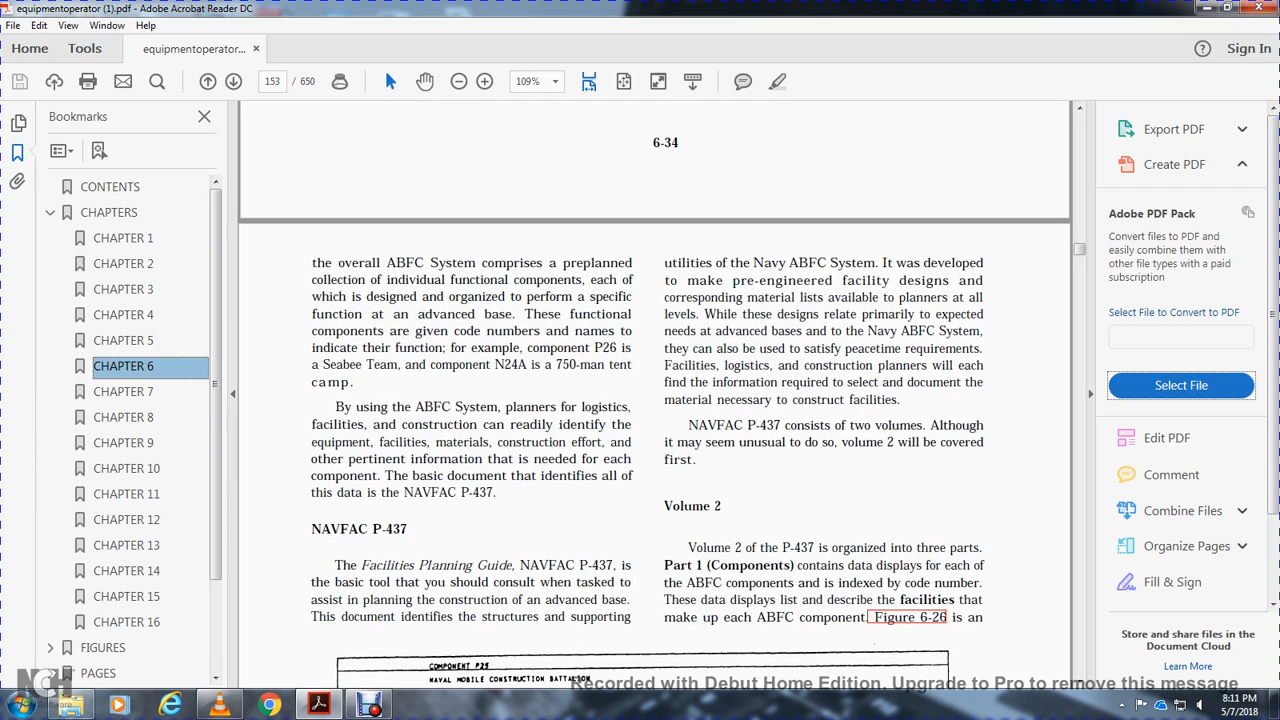 equipmentoperator (1).pdf - Adobe Acrobat Reader DC
File Edit View Window Help
Home Tools equipmentoperator... × Sign In
153 / 650 109%
Bookmarks
CONTENTS
CHAPTERS
CHAPTER 1
CHAPTER 2
CHAPTER 3
CHAPTER 4
CHAPTER 5
CHAPTER 6
CHAPTER 7
CHAPTER 8
CHAPTER 9
CHAPTER 10
CHAPTER 11
CHAPTER 12
CHAPTER 13
CHAPTER 14
CHAPTER 15
CHAPTER 16
FIGURES
PAGES
6-34
the overall ABFC System comprises a preplanned
collection of individual functional components, each of
which is designed and organized to perform a specific
function at an advanced base. These functional
components are given code numbers and names to
indicate their function; for example, component P26 is
a Seabee Team, and component N24A is a 750-man tent
camp.
By using the ABFC System, planners for logistics,
facilities, and construction can readily identify the
equipment, facilities, materials, construction effort, and
other pertinent information that is needed for each
component. The basic document that identifies all of
this data is the NAVFAC P-437.
NAVFAC P-437
The Facilities Planning Guide, NAVFAC P-437, is
the basic tool that you should consult when tasked to
assist in planning the construction of an advanced base.
This document identifies the structures and supporting
utilities of the Navy ABFC System. It was developed
to make pre-engineered facility designs and
corresponding material lists available to planners at all
levels. While these designs relate primarily to expected
needs at advanced bases and to the Navy ABFC System,
they can also be used to satisfy peacetime requirements.
Facilities, logistics, and construction planners will each
find the information required to select and document the
material necessary to construct facilities.
NAVFAC P-437 consists of two volumes. Although
it may seem unusual to do so, volume 2 will be covered
first.
Volume 2
Volume 2 of the P-437 is organized into three parts.
Part 1 (Components) contains data displays for each of
the ABFC components and is indexed by code number.
These data displays list and describe the facilities that
make up each ABFC component. Figure 6-26 is an
COMPONENT P25
NAVAL MOBILE CONSTRUCTION BATTALION
Export PDF
Create PDF
Adobe PDF Pack
Convert files to PDF and
easily combine them with
other file types with a paid
subscription
Select File to Convert to PDF
Select File
Edit PDF
Comment
Combine Files
Organize Pages
Fill & Sign
Store and share files in the
Document Cloud
Learn More
NCH Software
Recorded with Debut Home Edition. Upgrade to Pro to remove this message
8:11 PM
5/7/2018